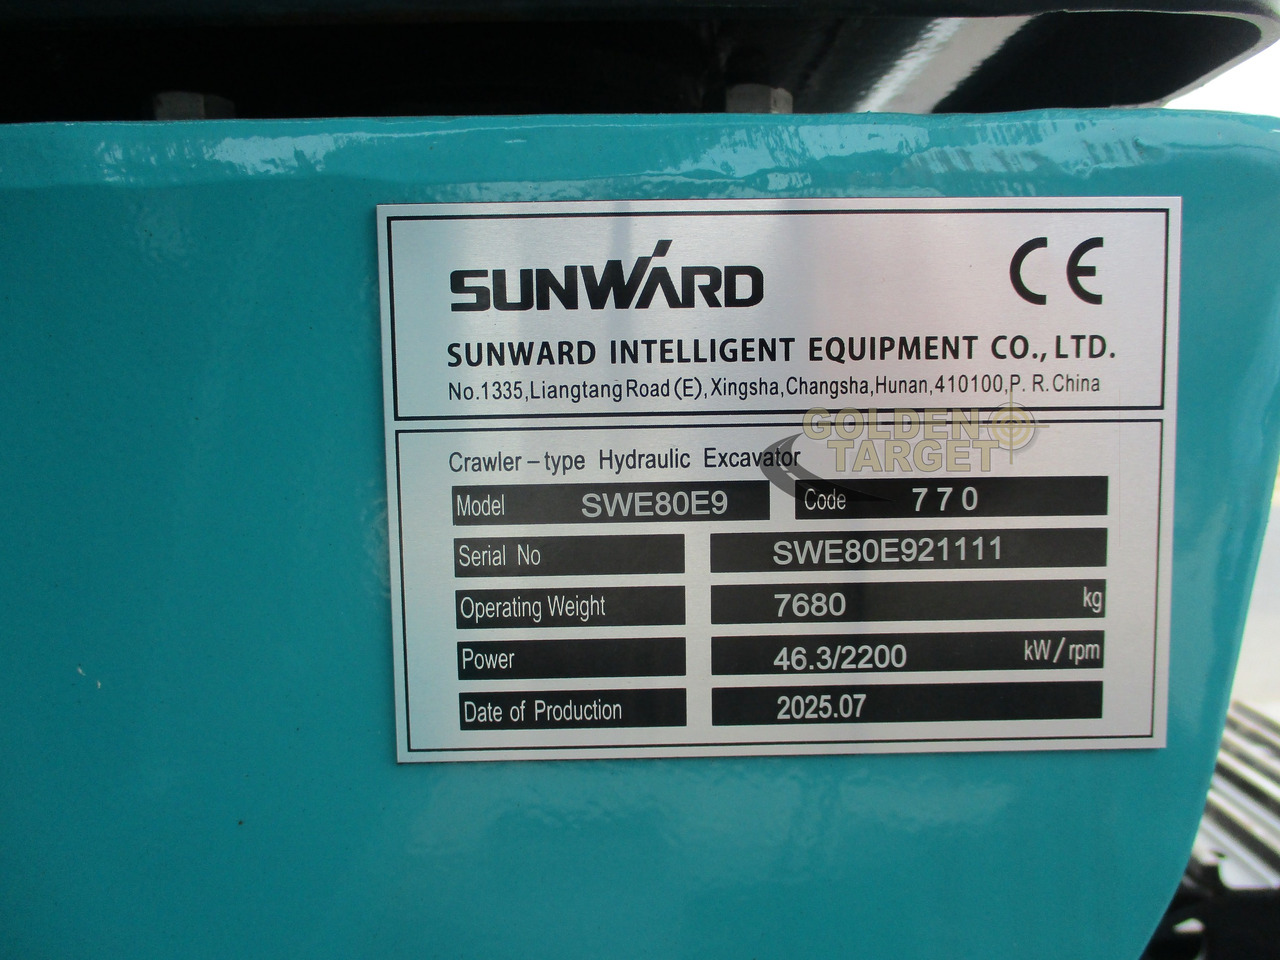 SUNWARD CE
SUNWARD INTELLIGENT EQUIPMENT CO., LTD.
No.1335,Liangtang Road (E), Xingsha,Changsha,Hunan,410100,P. R. China
GOLDEN
TARGET
Crawler-type Hydraulic Excavator
Model SWE80E9 Code 770
Serial No SWE80E921111
Operating Weight 7680 kg
Power 46.3/2200 kW/rpm
Date of Production 2025.07